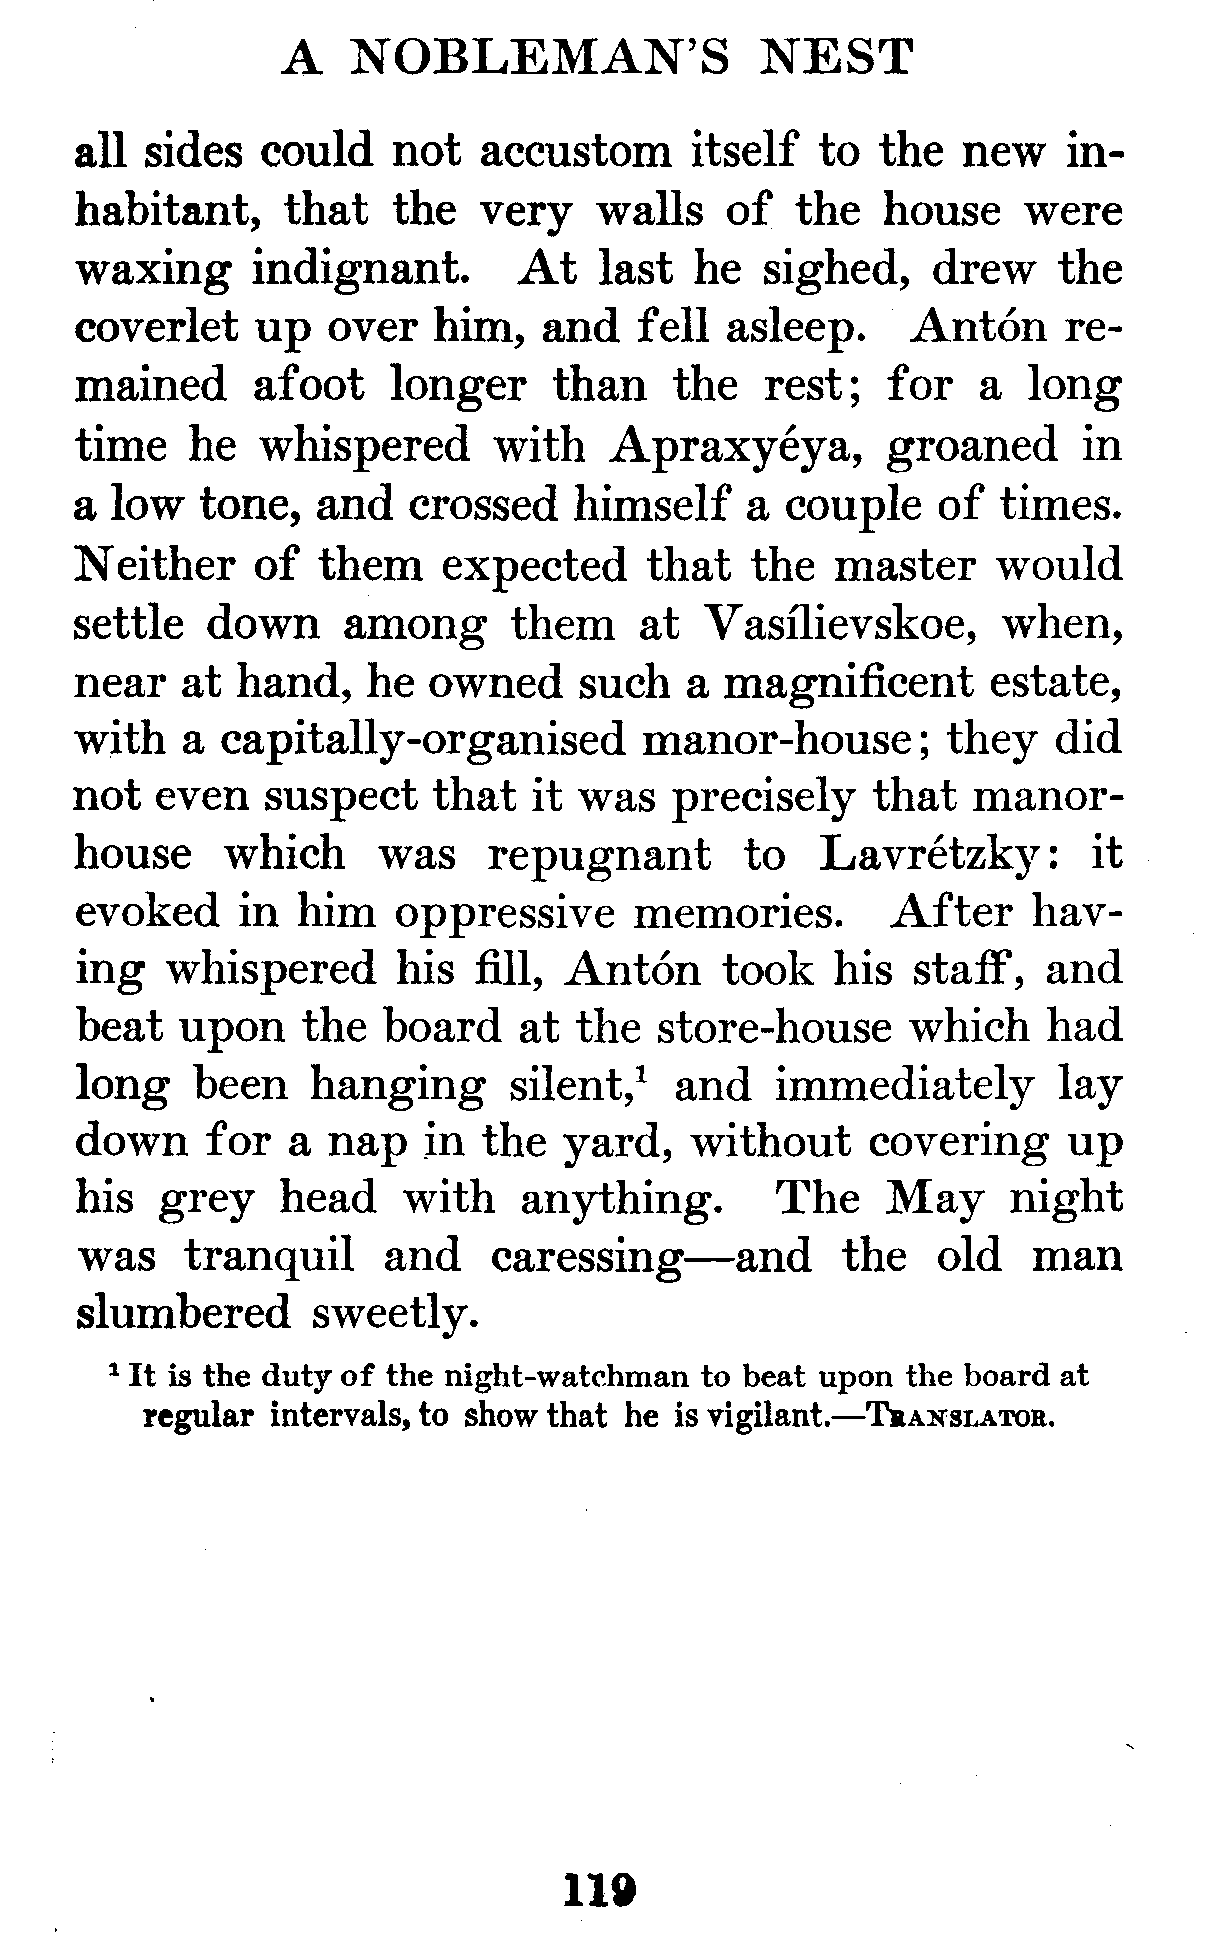 A NOBLEMAN'S NEST
all sides could not accustom itself to the new in-
habitant, that the very walls of the house were
waxing indignant. At last he sighed, drew the
coverlet up over him, and fell asleep. Antón re-
mained afoot longer than the rest; for a long
time he whispered with Apraxyéya, groaned in
a low tone, and crossed himself a couple of times.
Neither of them expected that the master would
settle down among them at Vasílievskoe, when,
near at hand, he owned such a magnificent estate,
with a capitally-organised manor-house; they did
not even suspect that it was precisely that manor-
house which was repugnant to Lavrétzky: it
evoked in him oppressive memories. After hav-
ing whispered his fill, Antón took his staff, and
beat upon the board at the store-house which had
long been hanging silent,¹ and immediately lay
down for a nap in the yard, without covering up
his grey head with anything. The May night
was tranquil and caressing—and the old man
slumbered sweetly.
¹ It is the duty of the night-watchman to beat upon the board at
regular intervals, to show that he is vigilant.—TRANSLATOR.
119